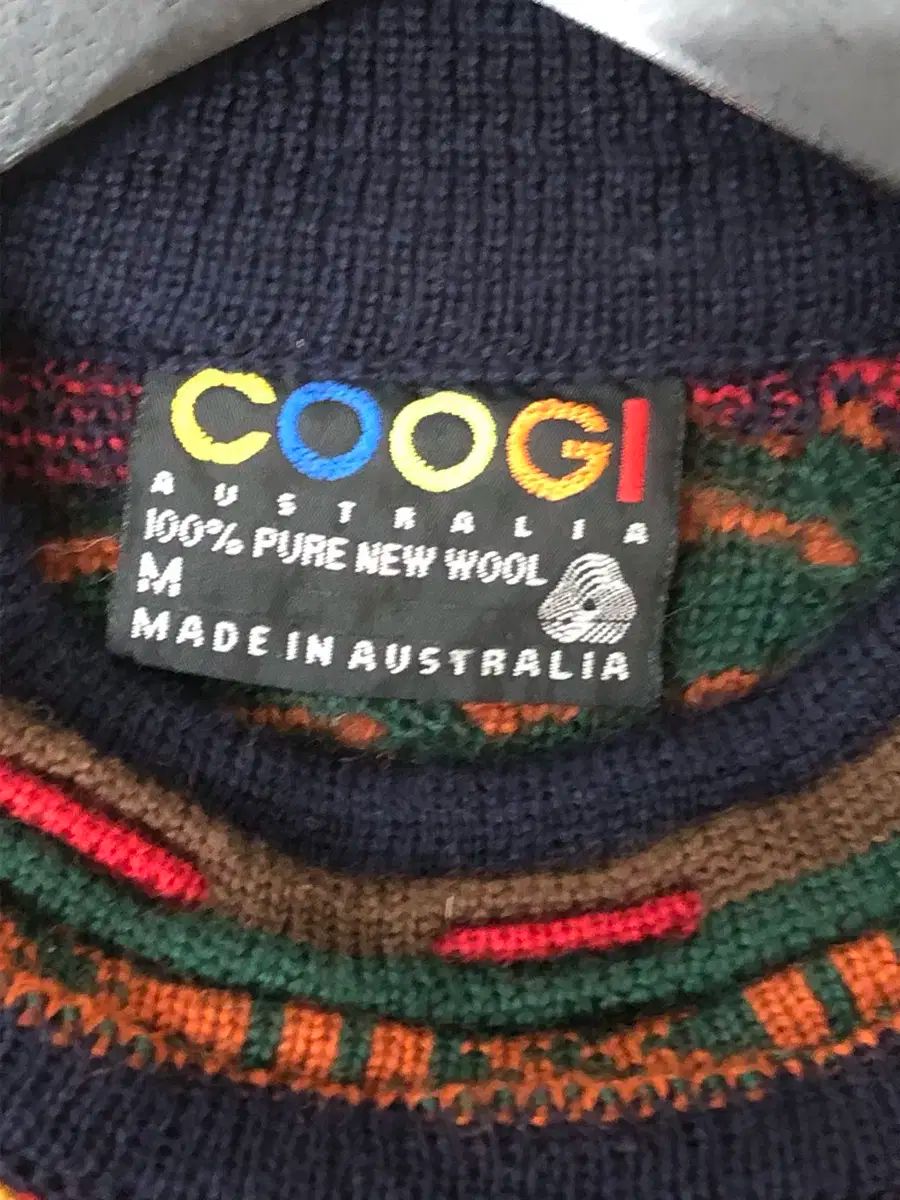 COOGI
AUSTRALIA
100% PURE NEW WOOL
M
MADE IN AUSTRALIA